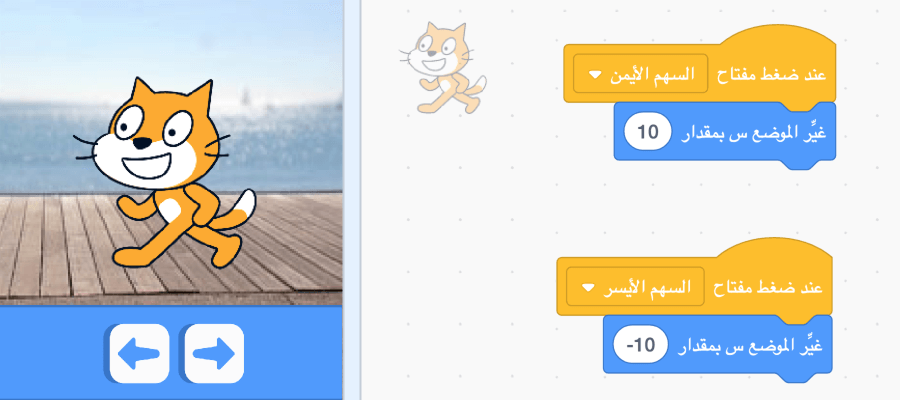 عند ضغط مفتاح السهم الأيمن
غيِّر الموضع س بمقدار 10
عند ضغط مفتاح السهم الأيسر
غيِّر الموضع س بمقدار -10